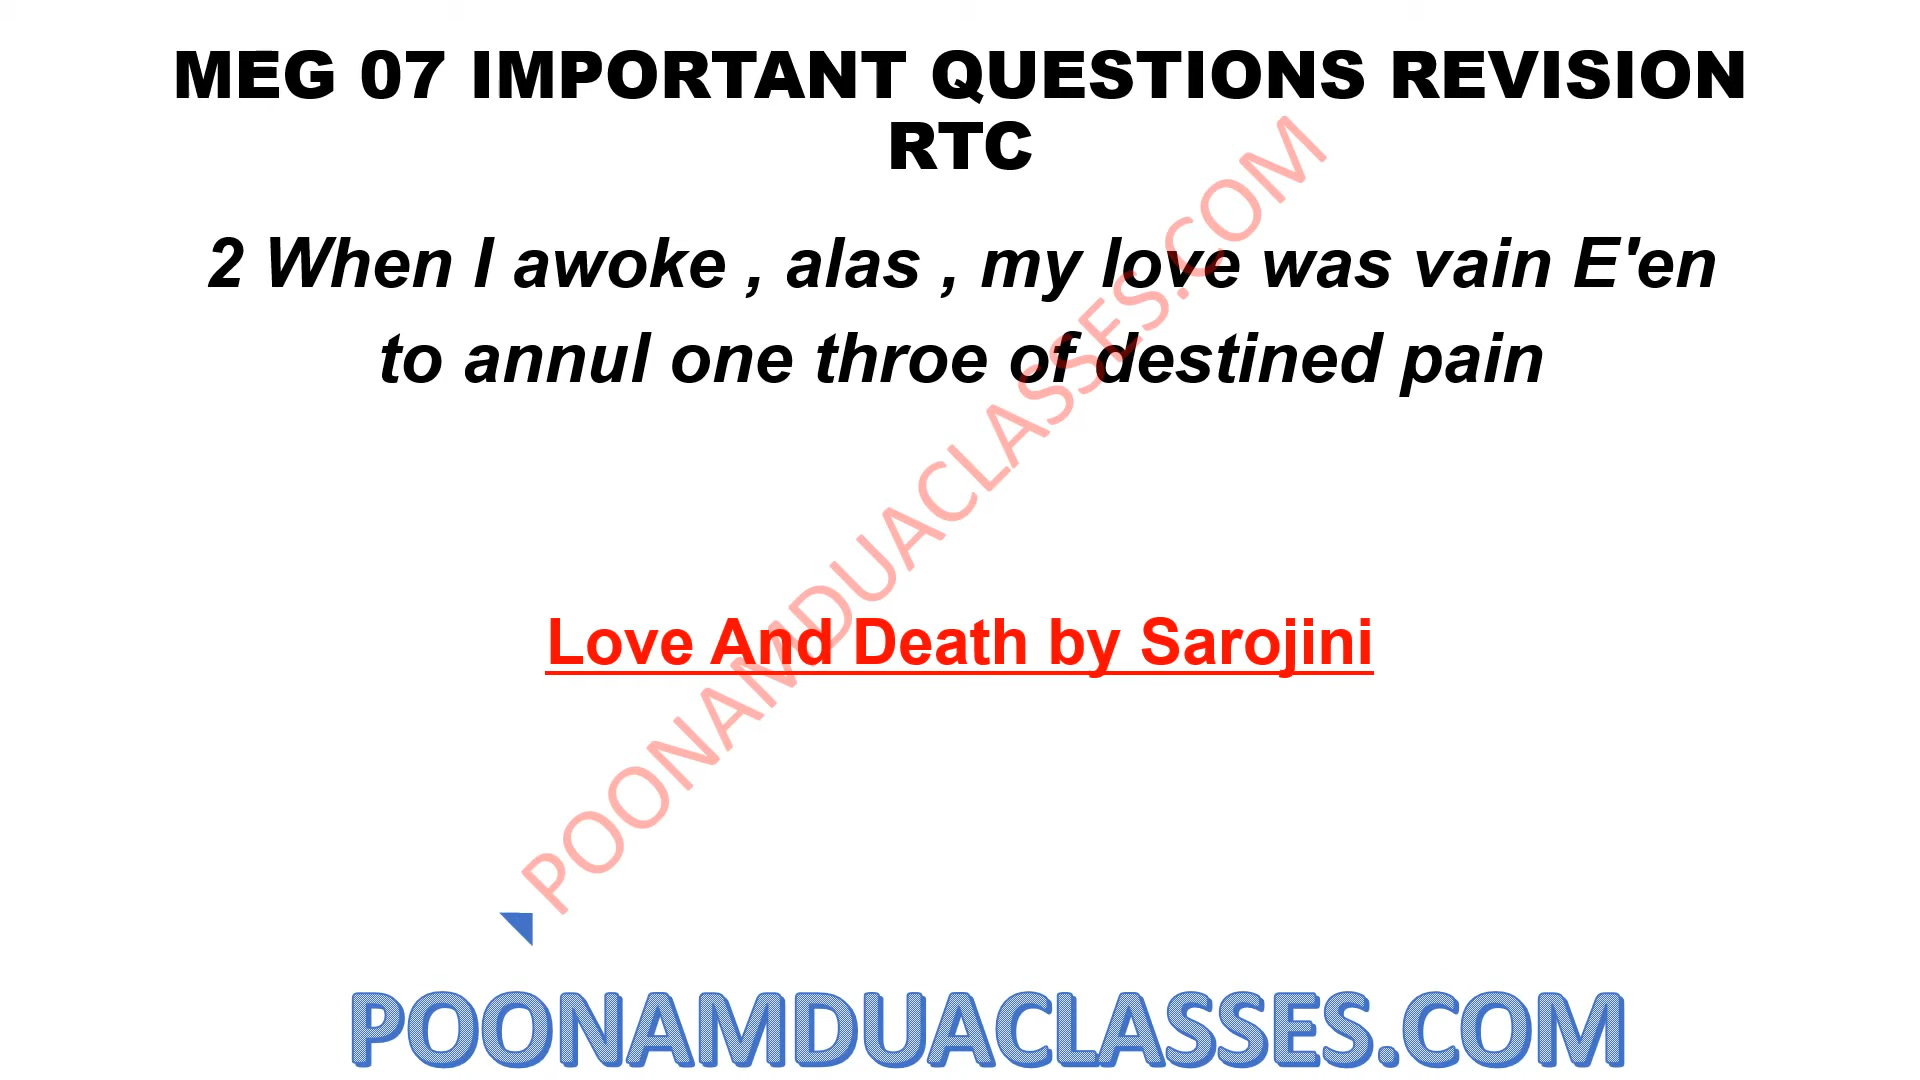 MEG 07 IMPORTANT QUESTIONS REVISION
RTC
2 When I awoke , alas , my love was vain E'en
to annul one throe of destined pain
Love And Death by Sarojini
POONAMDUACLASSES.COM
POONAMDUACLASSES.COM